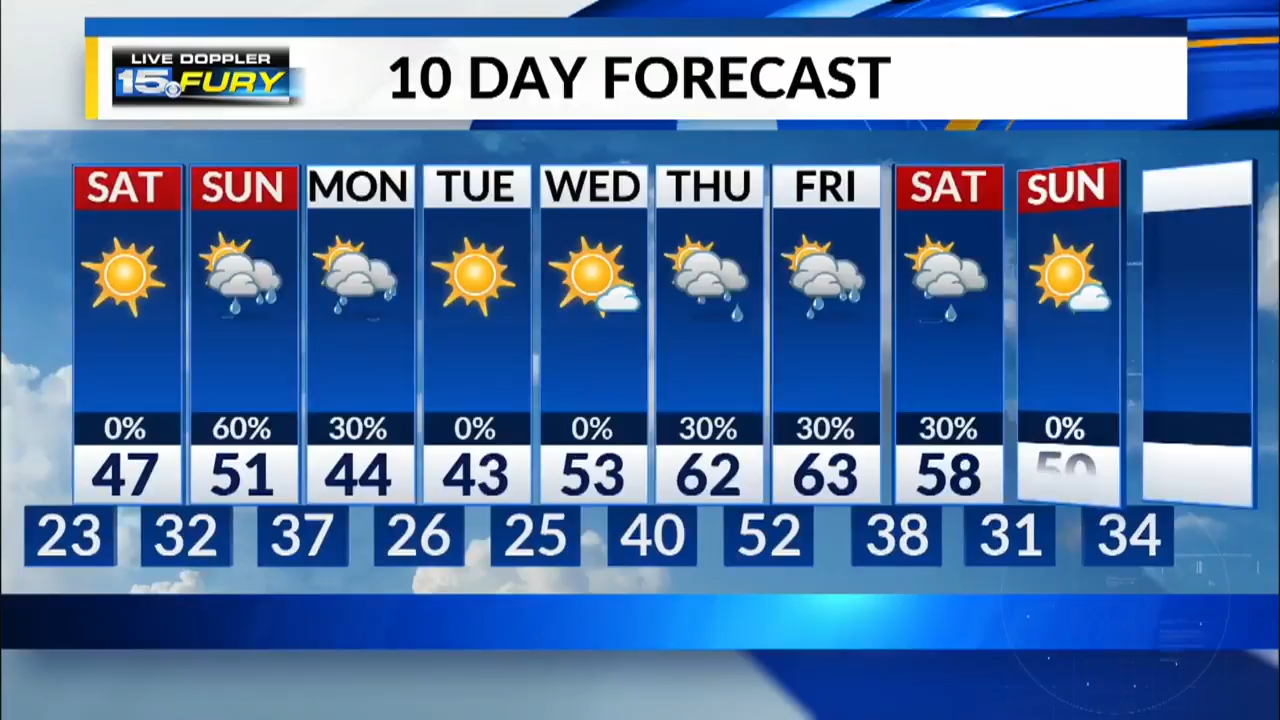 LIVE DOPPLER
15 FURY
10 DAY FORECAST
SAT SUN MON TUE WED THU FRI SAT SUN
0% 60% 30% 0% 0% 30% 30% 30% 0%
47 51 44 43 53 62 63 58
23 32 37 26 25 40 52 38 31 34